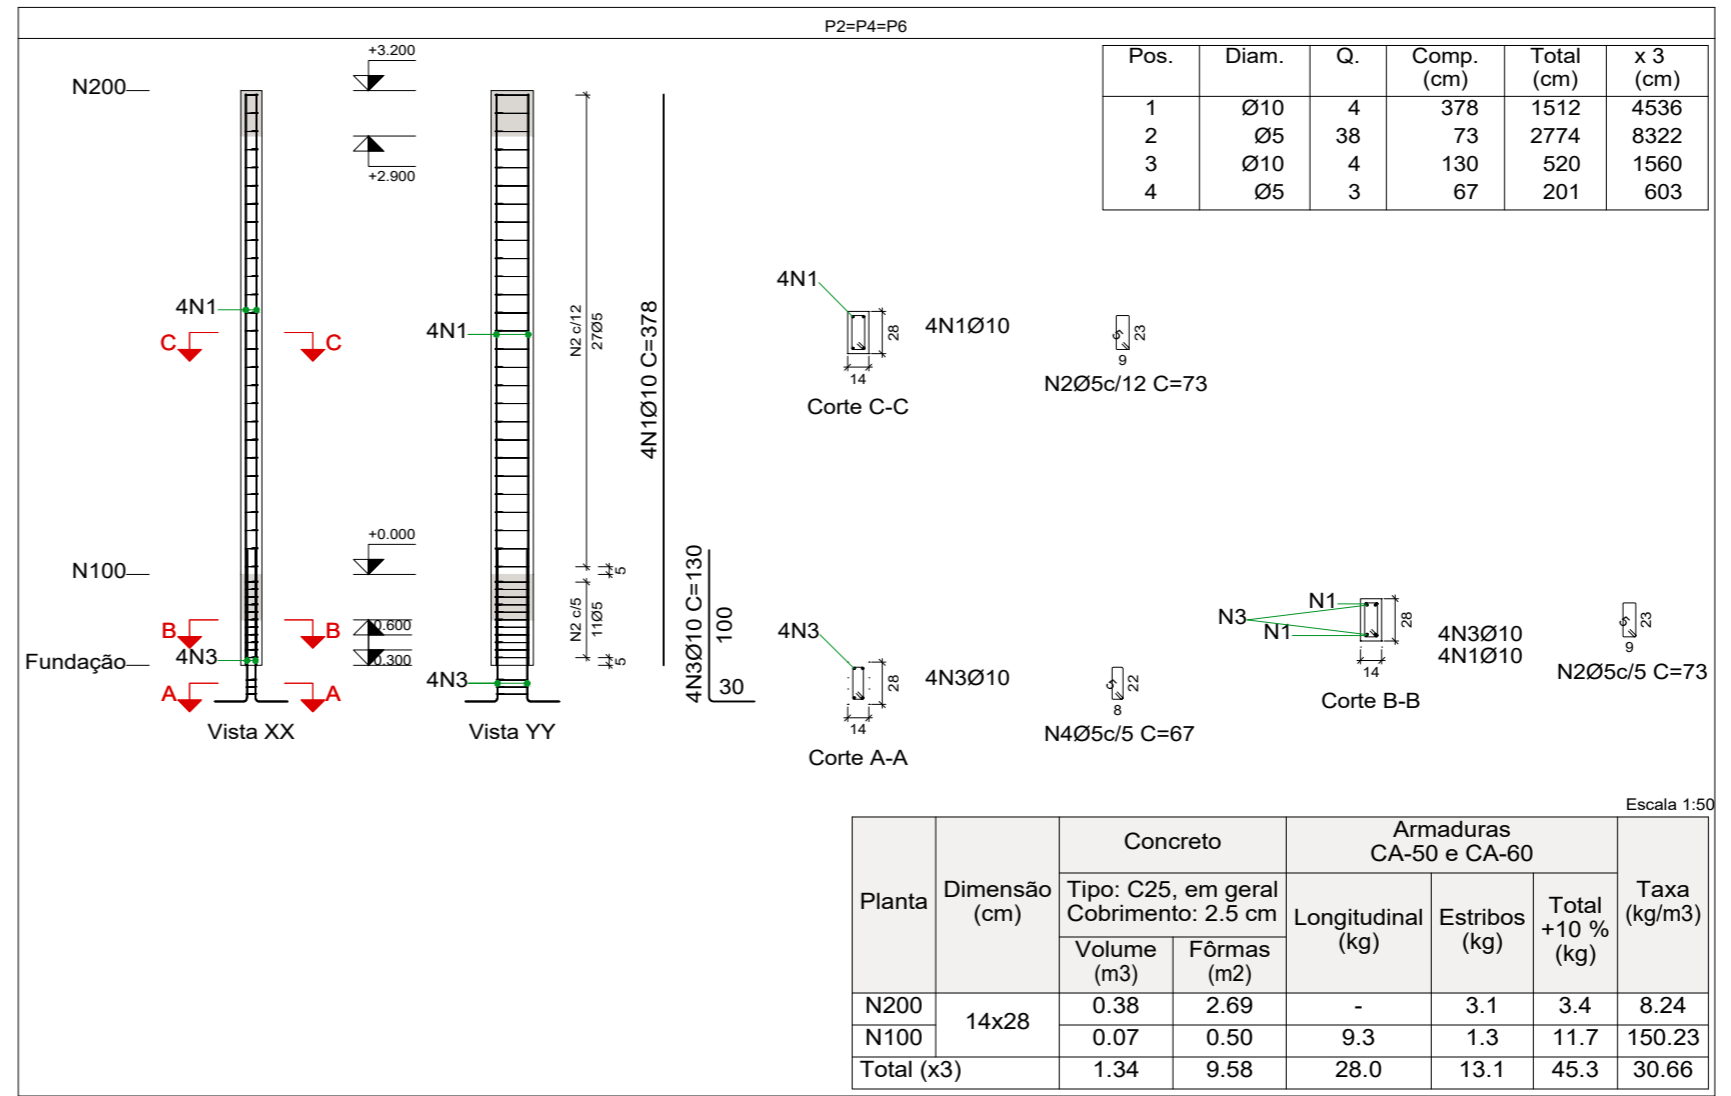 P2=P4=P6
Pos. Diam. Q. Comp. (cm) Total (cm) x 3 (cm)
1 Ø10 4 378 1512 4536
2 Ø5 38 73 2774 8322
3 Ø10 4 130 520 1560
4 Ø5 3 67 201 603
N200
N100
Fundação
4N1
C C
B B
4N3
A A
Vista XX
+3.200
+2.900
+0.000
0.600
0.300
4N1
4N3
Vista YY
N2 c/12
27Ø5
5
N2 c/5
11Ø5
5
4N1Ø10 C=378
4N3Ø10 C=130
100
30
4N1
28
14
4N1Ø10
Corte C-C
5
23
9
N2Ø5c/12 C=73
4N3
28
14
4N3Ø10
Corte A-A
5
22
8
N4Ø5c/5 C=67
N1
N3
N1
28
14
4N3Ø10
4N1Ø10
Corte B-B
5
23
9
N2Ø5c/5 C=73
Escala 1:50
Planta
Dimensão
(cm)
Concreto
Tipo: C25, em geral
Cobrimento: 2.5 cm
Volume
(m3)
Fôrmas
(m2)
Armaduras
CA-50 e CA-60
Longitudinal
(kg)
Estribos
(kg)
Total
+10 %
(kg)
Taxa
(kg/m3)
N200 14x28 0.38 2.69 - 3.1 3.4 8.24
N100 0.07 0.50 9.3 1.3 11.7 150.23
Total (x3) 1.34 9.58 28.0 13.1 45.3 30.66